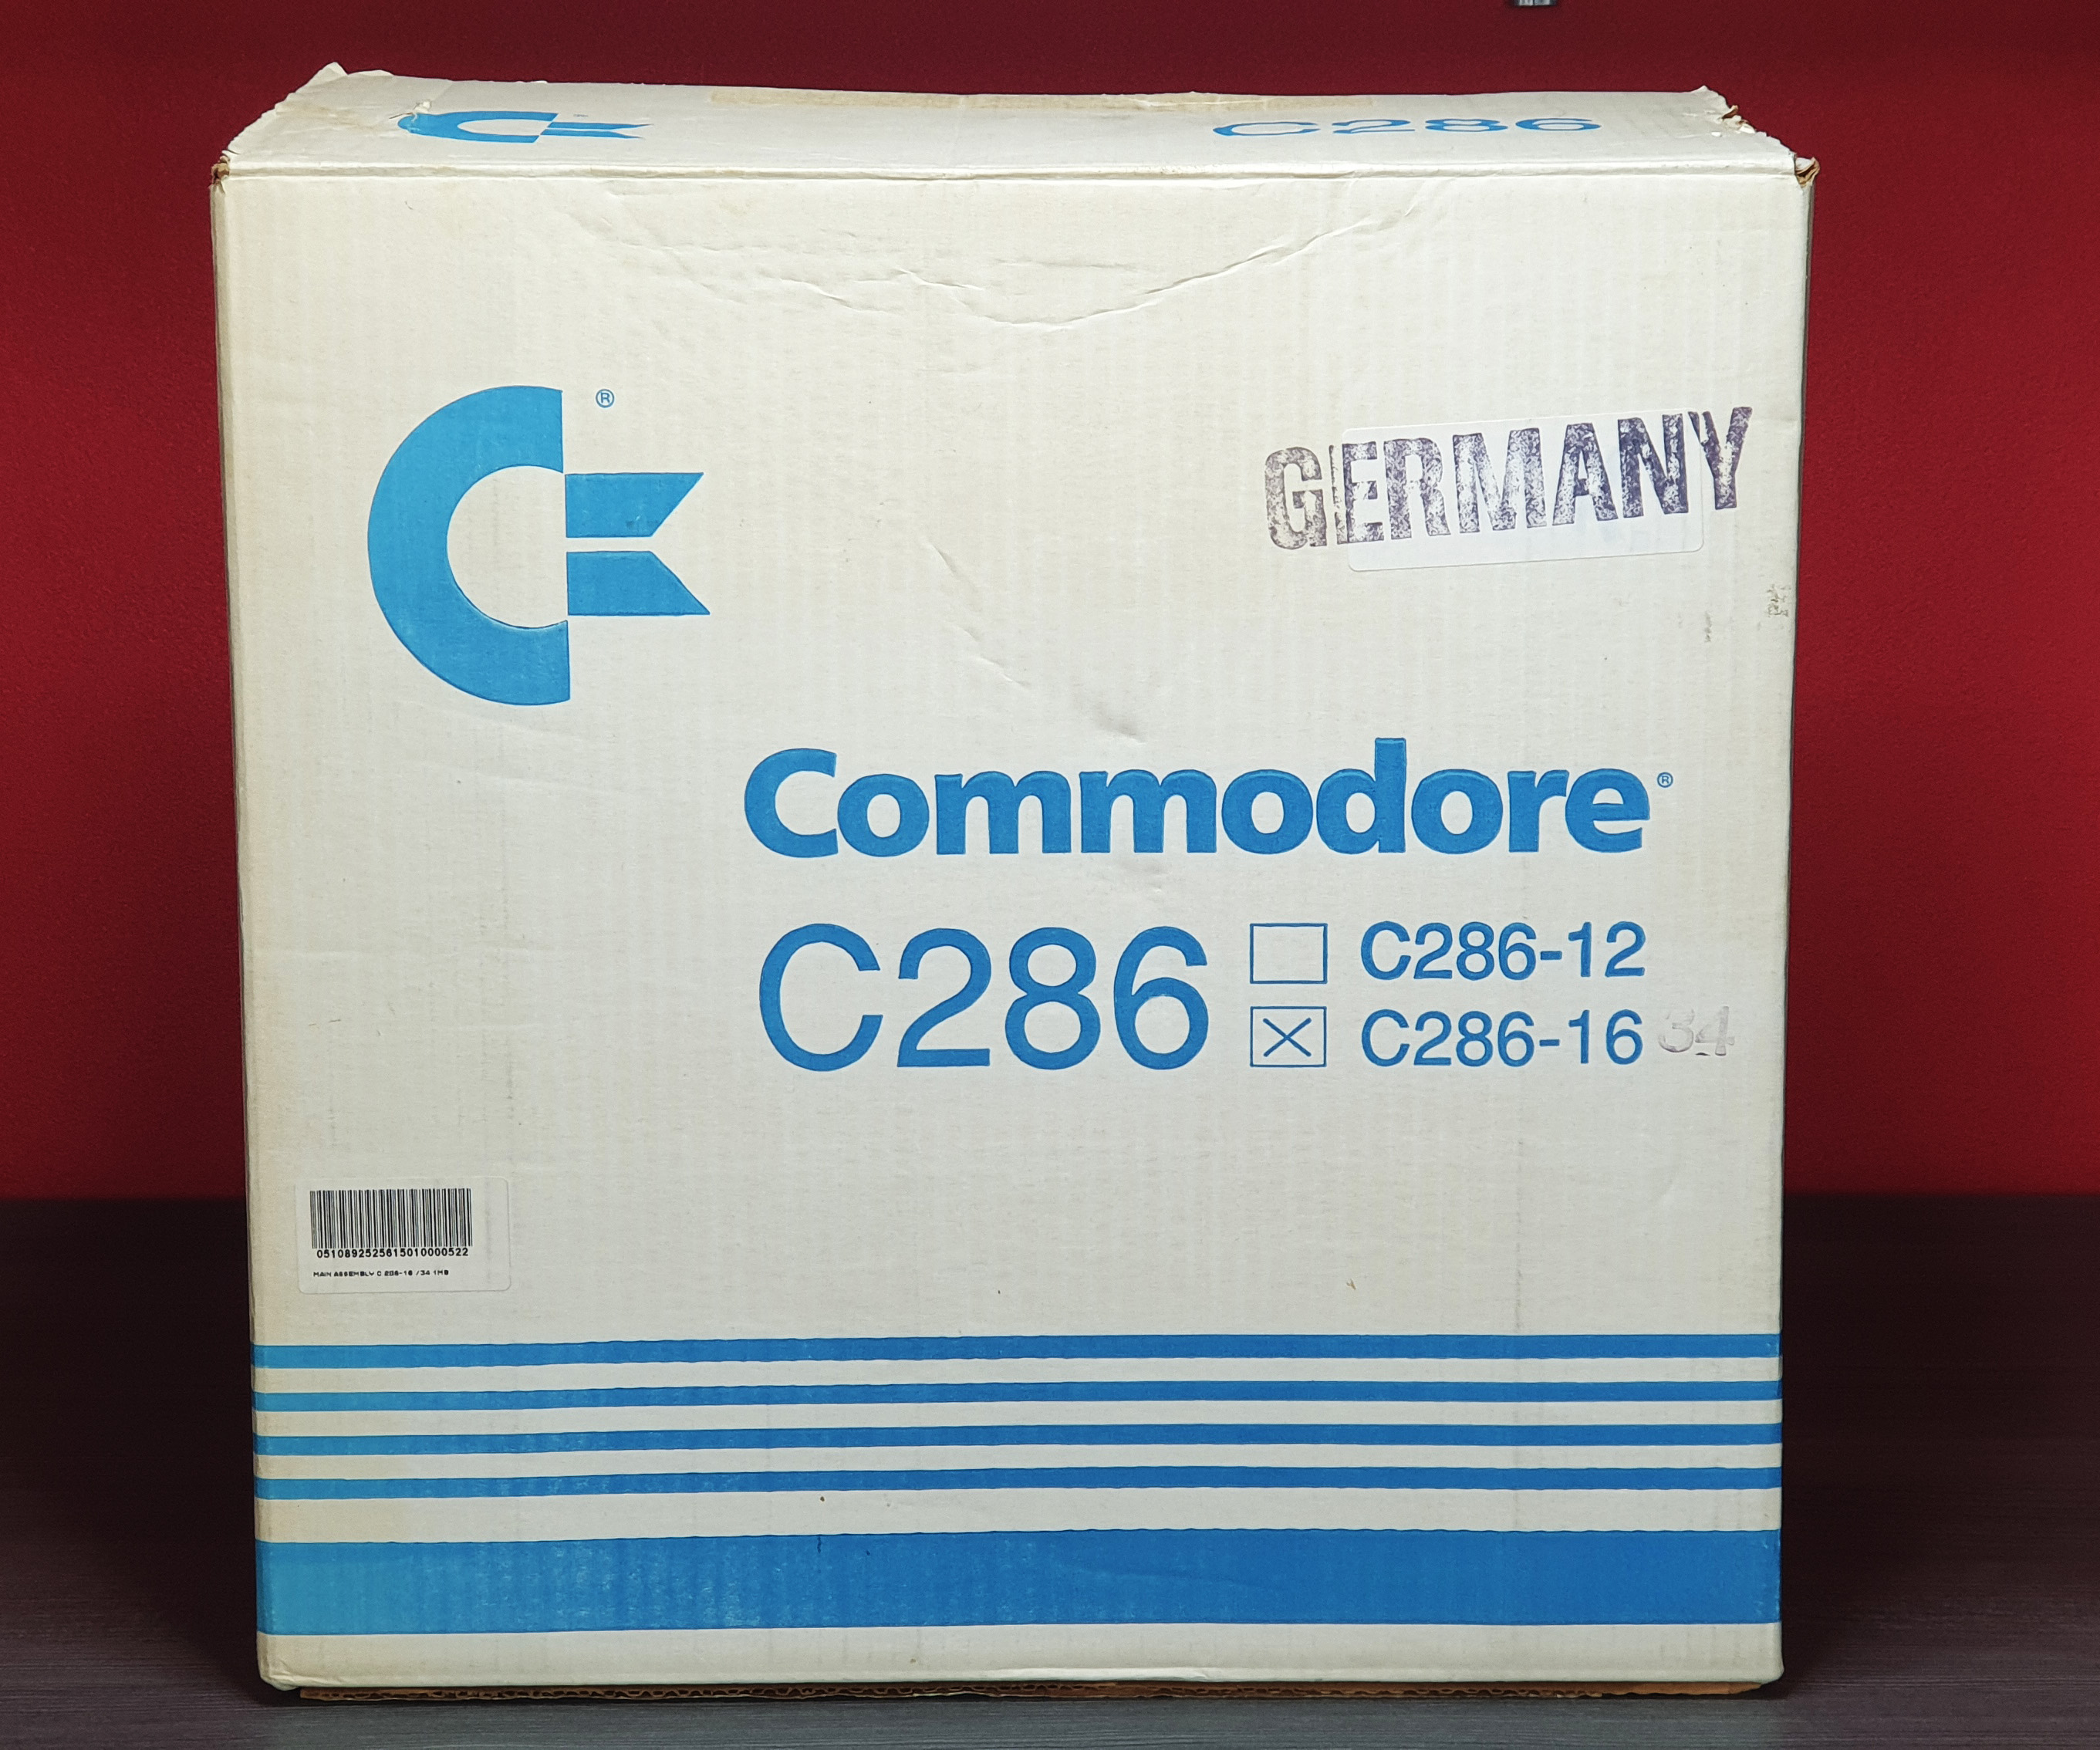 C286
®
GERMANY
Commodore®
C286
C286-12
C286-16 34
0510892525615010000522
MAIN ASSEMBLY C 286-16 /34 1MB